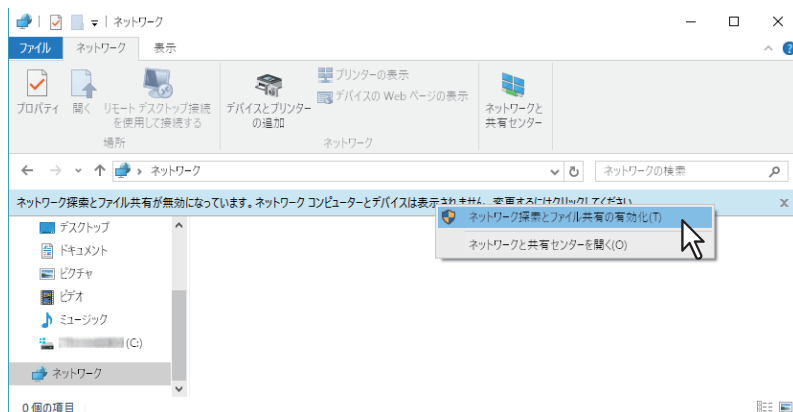 ネットワーク
ファイル ネットワーク 表示
プロパティ 開く リモート デスクトップ接続を使用して接続する
デバイスとプリンターの追加
プリンターの表示
デバイスの Web ページの表示
ネットワークと共有センター
場所 ネットワーク
ネットワーク ネットワークの検索
ネットワーク探索とファイル共有が無効になっています。ネットワーク コンピューターとデバイスは表示されません。変更するにはクリックしてください
ネットワーク探索とファイル共有の有効化(T)
ネットワークと共有センターを開く(O)
デスクトップ
ドキュメント
ピクチャ
ビデオ
ミュージック
(C:)
ネットワーク
0 個の項目